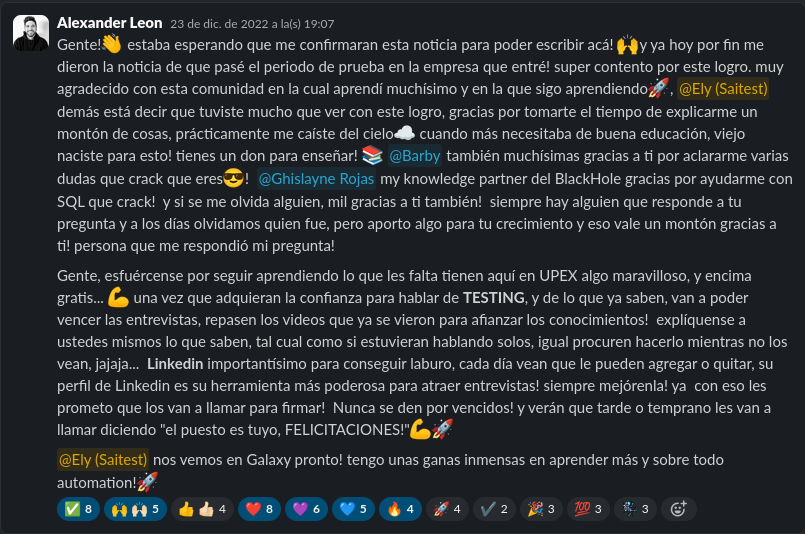 Alexander Leon 23 de dic. de 2022 a la(s) 19:07
Gente!👋 estaba esperando que me confirmaran esta noticia para poder escribir acá! 🙌y ya hoy por fin me
dieron la noticia de que pasé el periodo de prueba en la empresa que entré! super contento por este logro. muy
agradecido con esta comunidad en la cual aprendí muchísimo y en la que sigo aprendiendo🚀, @Ely (Saitest)
demás está decir que tuviste mucho que ver con este logro, gracias por tomarte el tiempo de explicarme un
montón de cosas, prácticamente me caíste del cielo☁️ cuando más necesitaba de buena educación, viejo
naciste para esto! tienes un don para enseñar! 📚 @Barby también muchísimas gracias a ti por aclararme varias
dudas que crack que eres😎! @Ghislayne Rojas my knowledge partner del BlackHole gracias por ayudarme con
SQL que crack! y si se me olvida alguien, mil gracias a ti también! siempre hay alguien que responde a tu
pregunta y a los días olvidamos quien fue, pero aporto algo para tu crecimiento y eso vale un montón gracias a
ti! persona que me respondió mi pregunta!
Gente, esfuércense por seguir aprendiendo lo que les falta tienen aquí en UPEX algo maravilloso, y encima
gratis... 💪 una vez que adquieran la confianza para hablar de TESTING, y de lo que ya saben, van a poder
vencer las entrevistas, repasen los videos que ya se vieron para afianzar los conocimientos! explíquense a
ustedes mismos lo que saben, tal cual como si estuvieran hablando solos, igual procuren hacerlo mientras no los
vean, jajaja... Linkedin importantísimo para conseguir laburo, cada día vean que le pueden agregar o quitar, su
perfil de Linkedin es su herramienta más poderosa para atraer entrevistas! siempre mejórenla! ya con eso les
prometo que los van a llamar para firmar! Nunca se den por vencidos! y verán que tarde o temprano les van a
llamar diciendo "el puesto es tuyo, FELICITACIONES!"💪🚀
@Ely (Saitest) nos vemos en Galaxy pronto! tengo unas ganas inmensas en aprender más y sobre todo
automation!🚀
✅ 8 🙌🙌🏻 5 👍👍🏻 4 ❤️ 8 💜 6 💙 5 🔥 4 🚀 4 ✔️ 2 🎉 3 💯 3 3